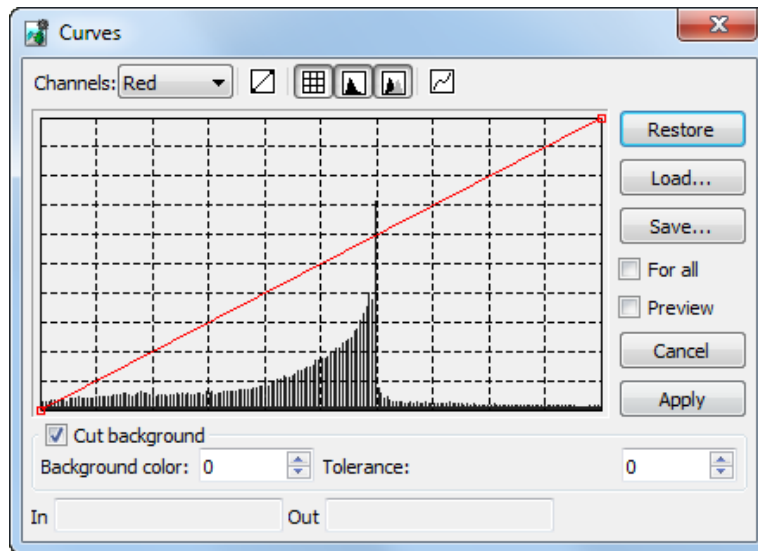 Curves
Channels: Red
Restore
Load...
Save...
For all
Preview
Cancel
Apply
Cut background
Background color: 0 Tolerance: 0
In Out